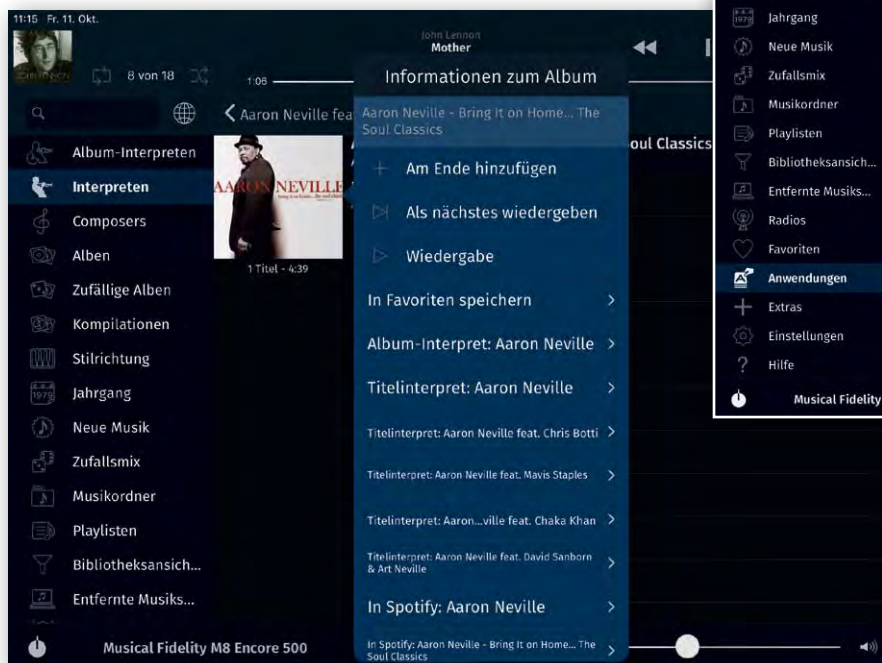 11:15 Fr. 11. Okt.
John Lennon
Mother
8 von 18
1:06
Aaron Neville fea
Album-Interpreten
Interpreten
Composers
Alben
Zufällige Alben
Kompilationen
Stilrichtung
Jahrgang
Neue Musik
Zufallsmix
Musikordner
Playlisten
Bibliotheksansich...
Entfernte Musiks...
Musical Fidelity M8 Encore 500
AARON NEVILLE
1 Titel - 4:39
oul Classics
Informationen zum Album
Aaron Neville - Bring It on Home... The
Soul Classics
Am Ende hinzufügen
Als nächstes wiedergeben
Wiedergabe
In Favoriten speichern
Album-Interpret: Aaron Neville
Titelinterpret: Aaron Neville
Titelinterpret: Aaron Neville feat. Chris Botti
Titelinterpret: Aaron Neville feat. Mavis Staples
Titelinterpret: Aaron...ville feat. Chaka Khan
Titelinterpret: Aaron Neville feat. David Sanborn
& Art Neville
In Spotify: Aaron Neville
In Spotify: Aaron Neville - Bring It on Home... The
Soul Classics
1979
Jahrgang
Neue Musik
Zufallsmix
Musikordner
Playlisten
Bibliotheksansich...
Entfernte Musiks...
Radios
Favoriten
Anwendungen
Extras
Einstellungen
Hilfe
Musical Fidelity